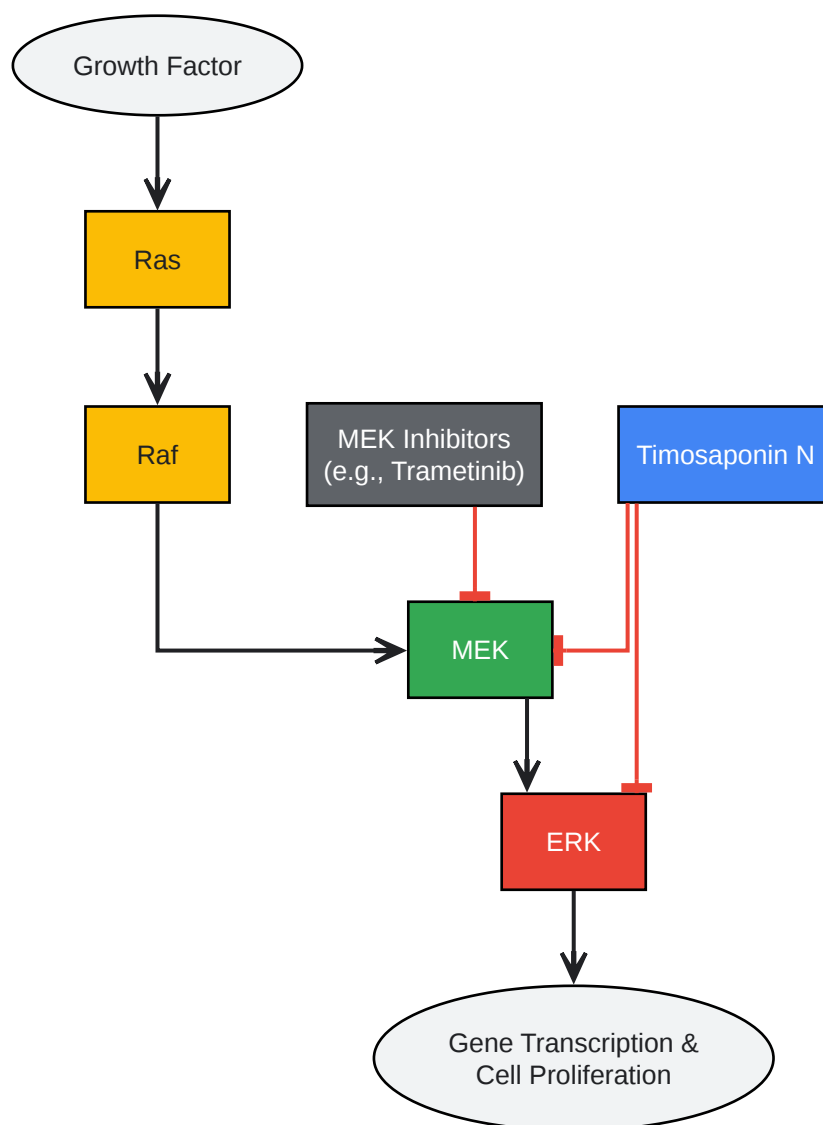 Growth Factor
Ras
Raf
MEK Inhibitors
(e.g., Trametinib)
Timosaponin N
MEK
ERK
Gene Transcription &
Cell Proliferation